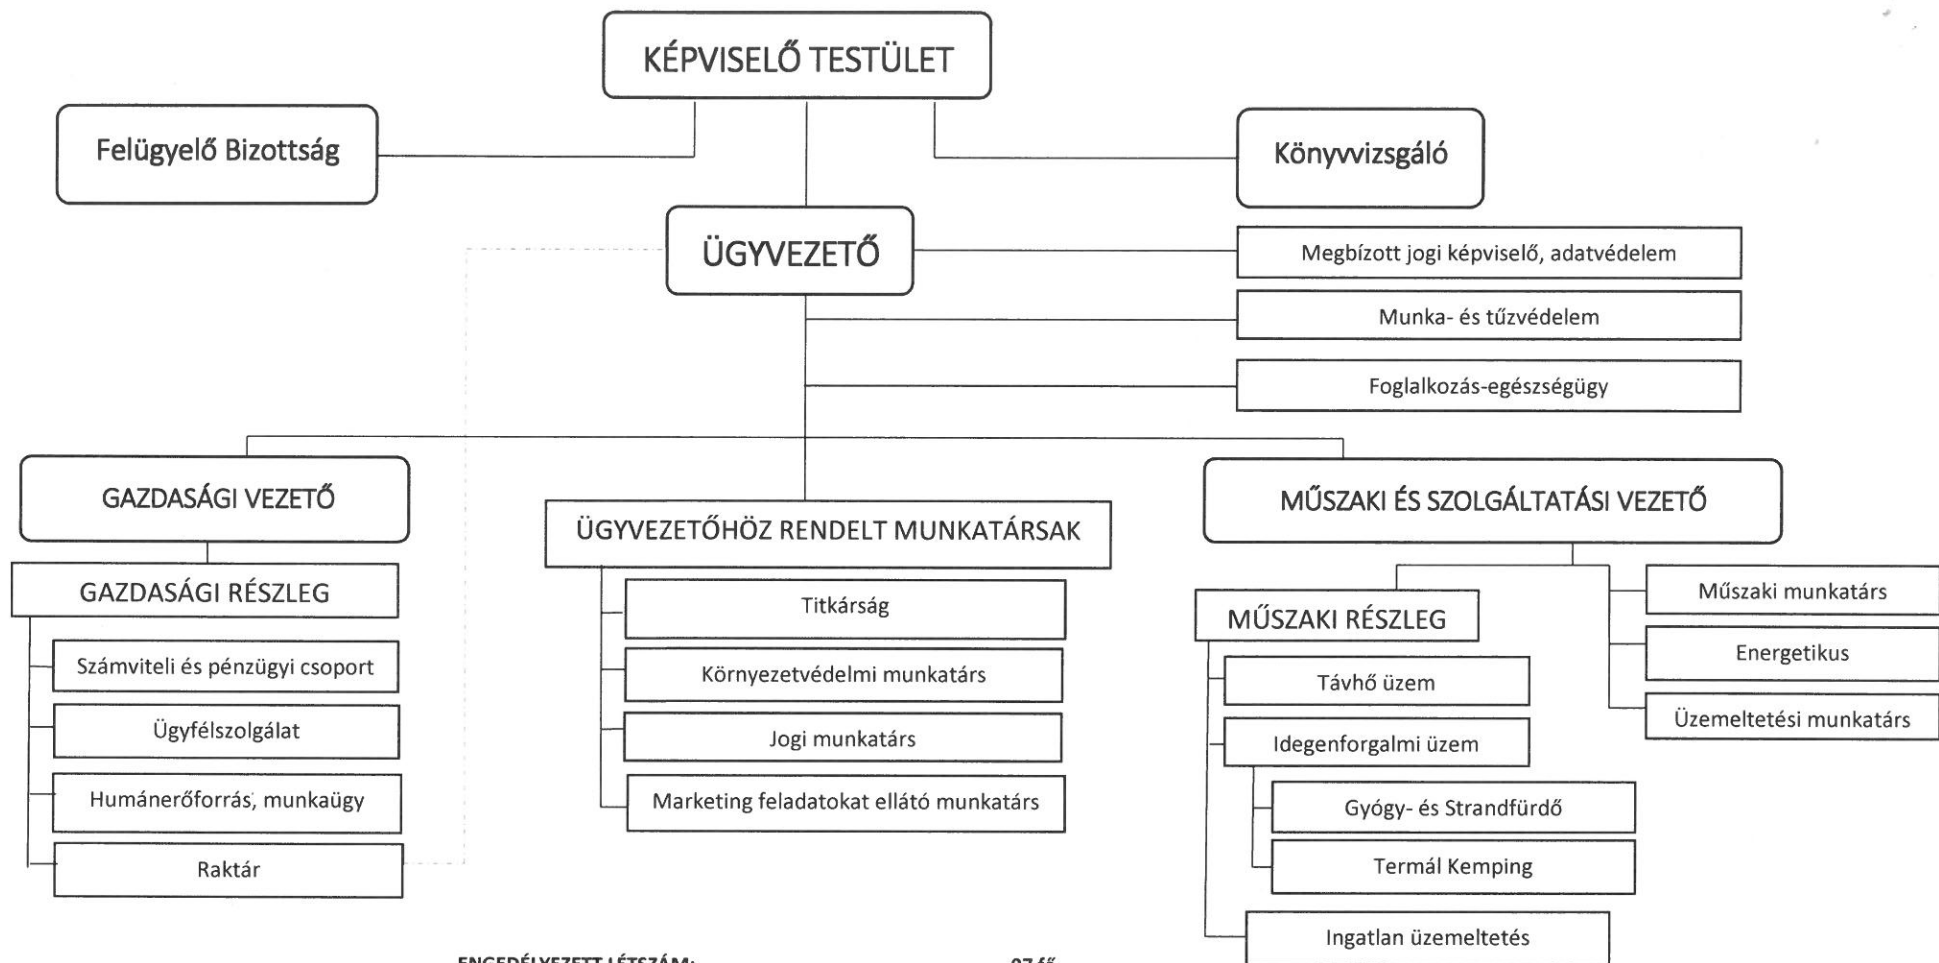 KÉPVISELŐ TESTÜLET
Felügyelő Bizottság
Könyvvizsgáló
ÜGYVEZETŐ
Megbízott jogi képviselő, adatvédelem
Munka- és tűzvédelem
Foglalkozás-egészségügy
GAZDASÁGI VEZETŐ
GAZDASÁGI RÉSZLEG
Számviteli és pénzügyi csoport
Ügyfélszolgálat
Humánerőforrás, munkaügy
Raktár
ÜGYVEZETŐHÖZ RENDELT MUNKATÁRSAK
Titkárság
Környezetvédelmi munkatárs
Jogi munkatárs
Marketing feladatokat ellátó munkatárs
MŰSZAKI ÉS SZOLGÁLTATÁSI VEZETŐ
MŰSZAKI RÉSZLEG
Távhő üzem
Idegenforgalmi üzem
Gyógy- és Strandfürdő
Termál Kemping
Ingatlan üzemeltetés
Műszaki munkatárs
Energetikus
Üzemeltetési munkatárs
ENGEDÉLYEZETT LÉTSZÁM: fő